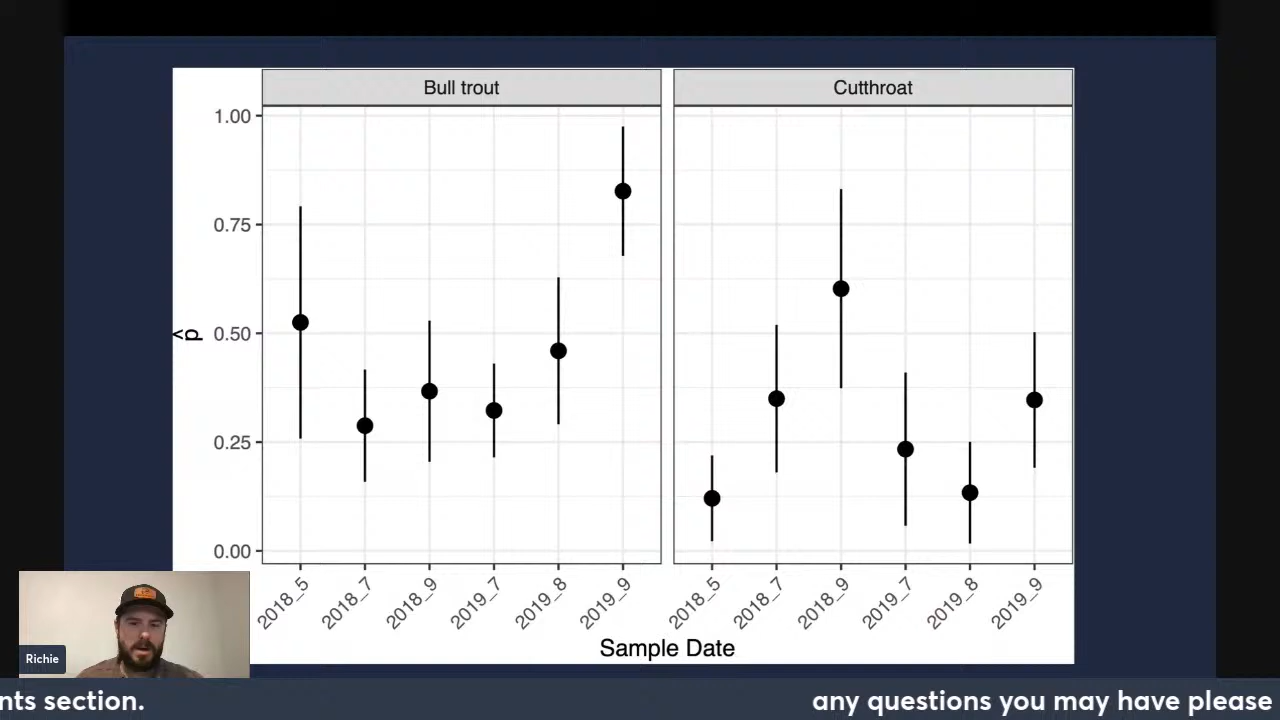 Bull trout
Cutthroat
1.00
0.75
0.50
0.25
0.00
p̂
2018_5
2018_7
2018_9
2019_7
2019_8
2019_9
2018_5
2018_7
2018_9
2019_7
2019_8
2019_9
Sample Date
Richie
nts section.
any questions you may have please